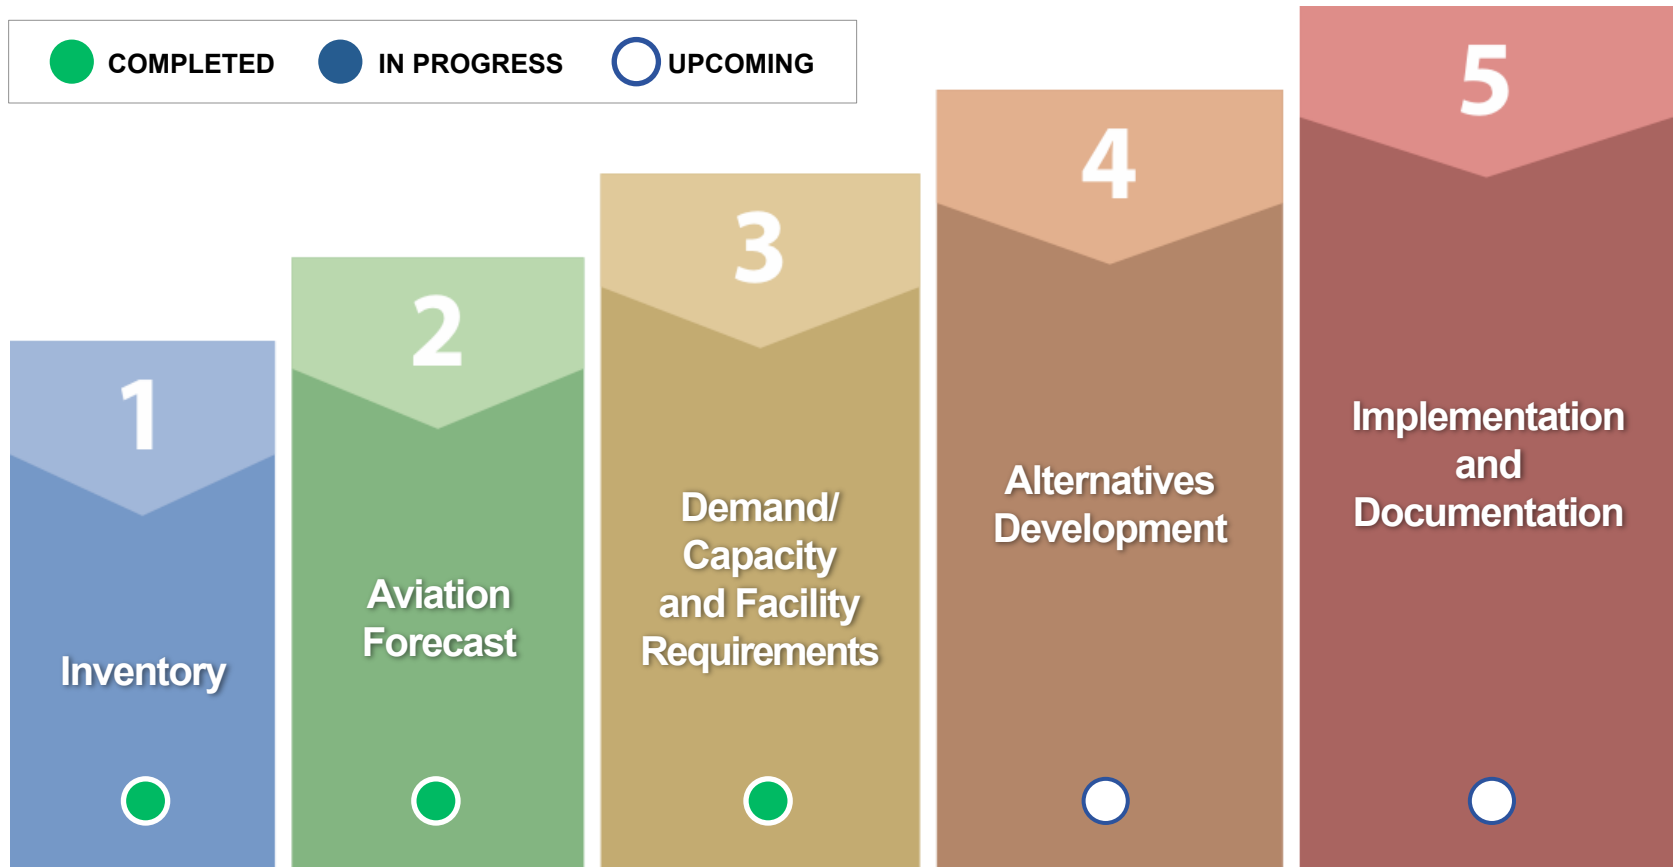 COMPLETED
IN PROGRESS
UPCOMING
1
Inventory
2
Aviation
Forecast
3
Demand/
Capacity
and Facility
Requirements
4
Alternatives
Development
5
Implementation
and
Documentation